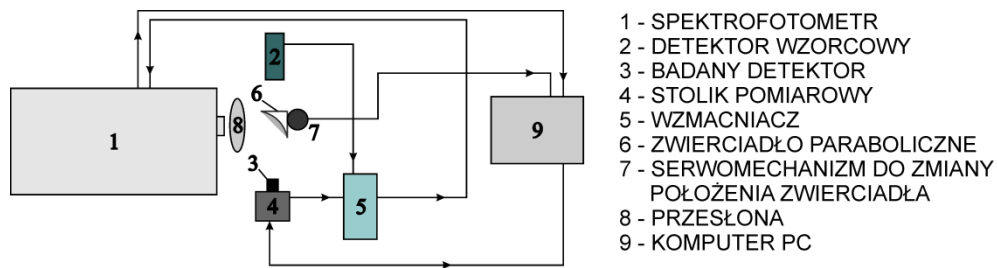 1
2
3
4
5
6
7
8
9
1 - SPEKTROFOTOMETR
2 - DETEKTOR WZORCOWY
3 - BADANY DETEKTOR
4 - STOLIK POMIAROWY
5 - WZMACNIACZ
6 - ZWIERCIADŁO PARABOLICZNE
7 - SERWOMECHANIZM DO ZMIANY
POŁOŻENIA ZWIERCIADŁA
8 - PRZESŁONA
9 - KOMPUTER PC